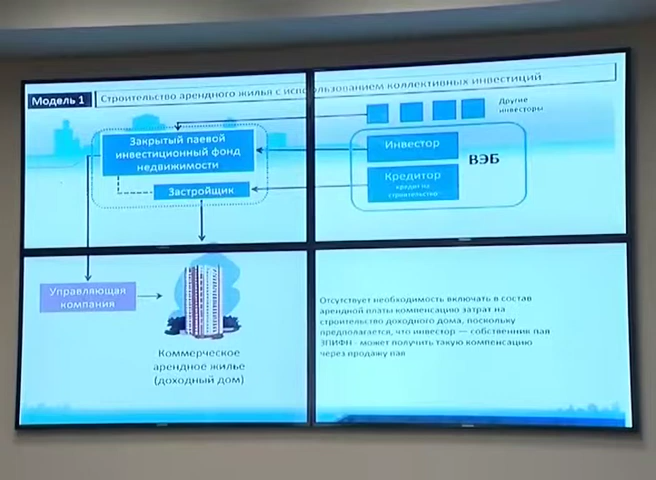 Модель 1
Строительство арендного жилья с использованием коллективных инвестиций
Другие
инвесторы
Закрытый паевой
инвестиционный фонд
недвижимости
Инвестор
ВЭБ
Кредитор
кредит на
строительство
Застройщик
Управляющая
компания
Коммерческое
арендное жилье
(доходный дом)
Отсутствует необходимость включать в состав
арендной платы компенсацию затрат на
строительство доходного дома, поскольку
предполагается, что инвестор — собственник пая
ЗПИФН - может получить такую компенсацию
через продажу пая